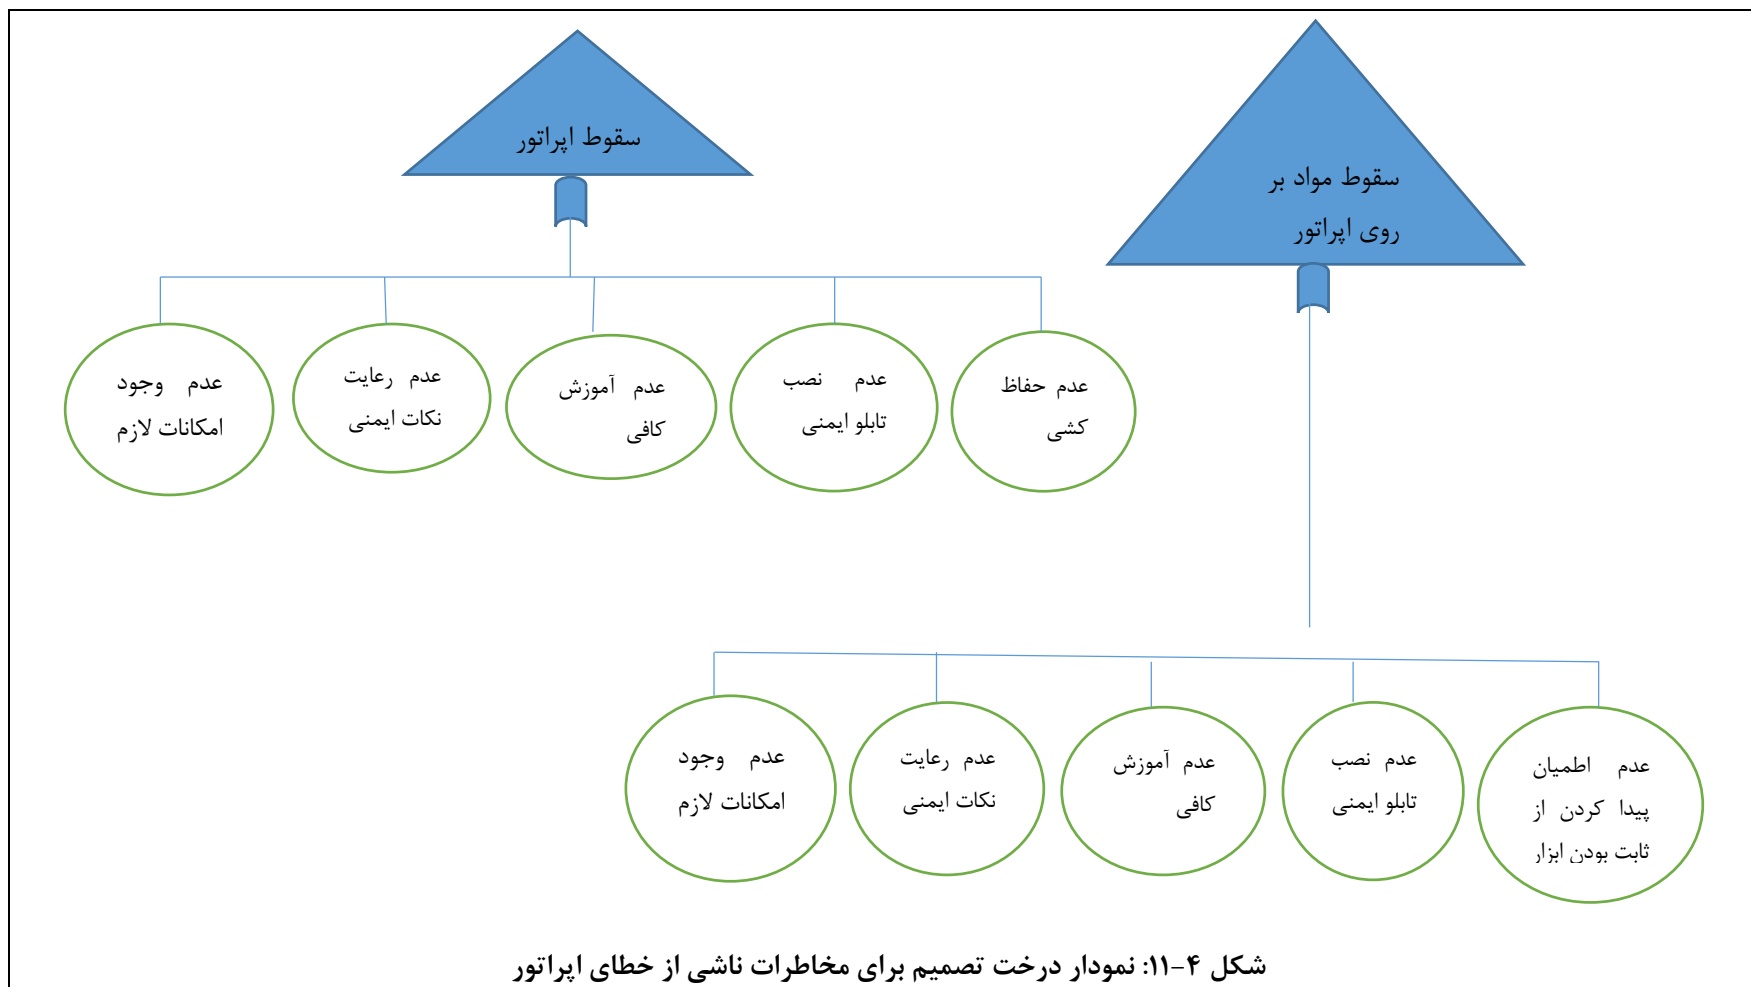 سقوط اپراتور
سقوط مواد بر
روی اپراتور
عدم حفاظ
کشی
عدم نصب
تابلو ایمنی
عدم آموزش
کافی
عدم رعایت
نکات ایمنی
عدم وجود
امکانات لازم
عدم اطمیان
پیدا کردن از
ثابت بودن ابزار
عدم نصب
تابلو ایمنی
عدم آموزش
کافی
عدم رعایت
نکات ایمنی
عدم وجود
امکانات لازم
شکل ۴-۱۱: نمودار درخت تصمیم برای مخاطرات ناشی از خطای اپراتور